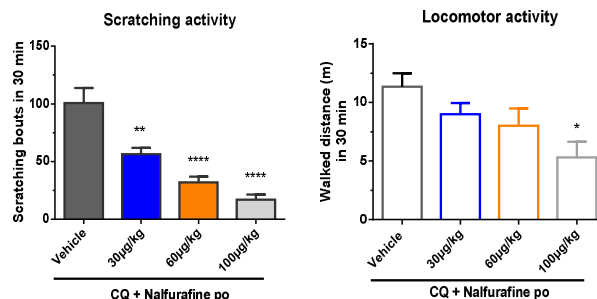 Scratching activity
Scratching bouts in 30 min
150
100
50
0
**
****
****
Vehicle
30µg/kg
60µg/kg
100µg/kg
CQ + Nalfurafine po
Locomotor activity
Walked distance (m)
in 30 min
15
10
5
0
*
Vehicle
30µg/kg
60µg/kg
100µg/kg
CQ + Nalfurafine po